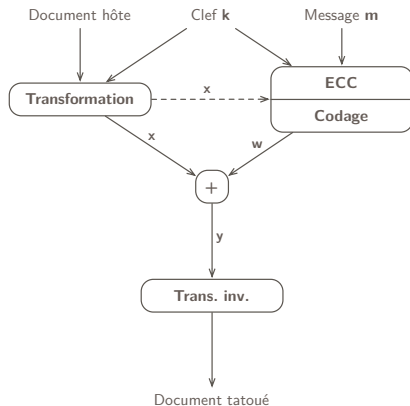 Document hôte
Clef k
Message m
Transformation
x
ECC
Codage
x
w
+
y
Trans. inv.
Document tatoué